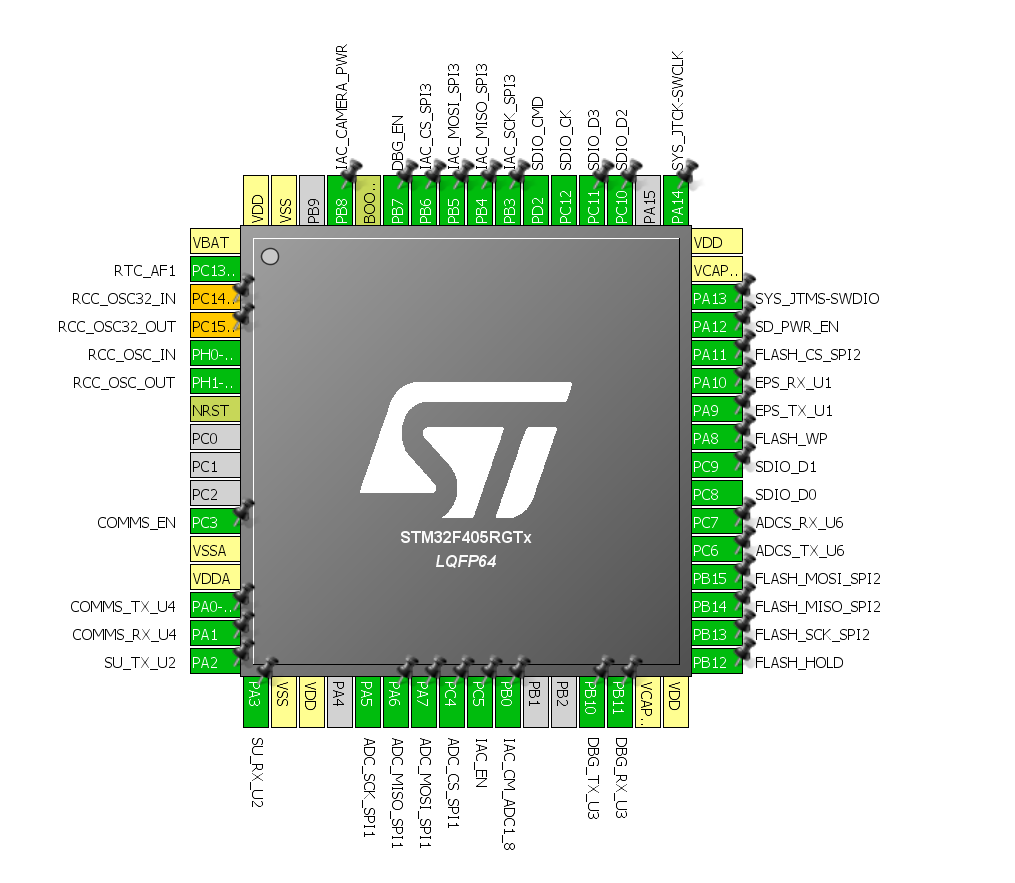 IAC_CAMERA_PWR
DBG_EN
IAC_CS_SPI3
IAC_MOSI_SPI3
IAC_MISO_SPI3
IAC_SCK_SPI3
SDIO_CMD
SDIO_CK
SDIO_D3
SDIO_D2
SYS_JTCK-SWCLK
VDD
VSS
PB9
PB8
BOO..
PB7
PB6
PB5
PB4
PB3
PD2
PC12
PC11
PC10
PA15
PA14
VBAT
RTC_AF1 PC13..
RCC_OSC32_IN PC14..
RCC_OSC32_OUT PC15..
RCC_OSC_IN PH0-..
RCC_OSC_OUT PH1-..
NRST
PC0
PC1
PC2
COMMS_EN PC3
VSSA
VDDA
COMMS_TX_U4 PA0-..
COMMS_RX_U4 PA1
SU_TX_U2 PA2
ST
STM32F405RGTx
LQFP64
VDD
VCAP..
PA13 SYS_JTMS-SWDIO
PA12 SD_PWR_EN
PA11 FLASH_CS_SPI2
PA10 EPS_RX_U1
PA9 EPS_TX_U1
PA8 FLASH_WP
PC9 SDIO_D1
PC8 SDIO_D0
PC7 ADCS_RX_U6
PC6 ADCS_TX_U6
PB15 FLASH_MOSI_SPI2
PB14 FLASH_MISO_SPI2
PB13 FLASH_SCK_SPI2
PB12 FLASH_HOLD
PA3
VSS
VDD
PA4
PA5
PA6
PA7
PC4
PC5
PB0
PB1
PB2
PB10
PB11
VCAP..
VDD
SU_RX_U2
ADC_SCK_SPI1
ADC_MISO_SPI1
ADC_MOSI_SPI1
ADC_CS_SPI1
IAC_EN
IAC_CM_ADC1_8
DBG_TX_U3
DBG_RX_U3